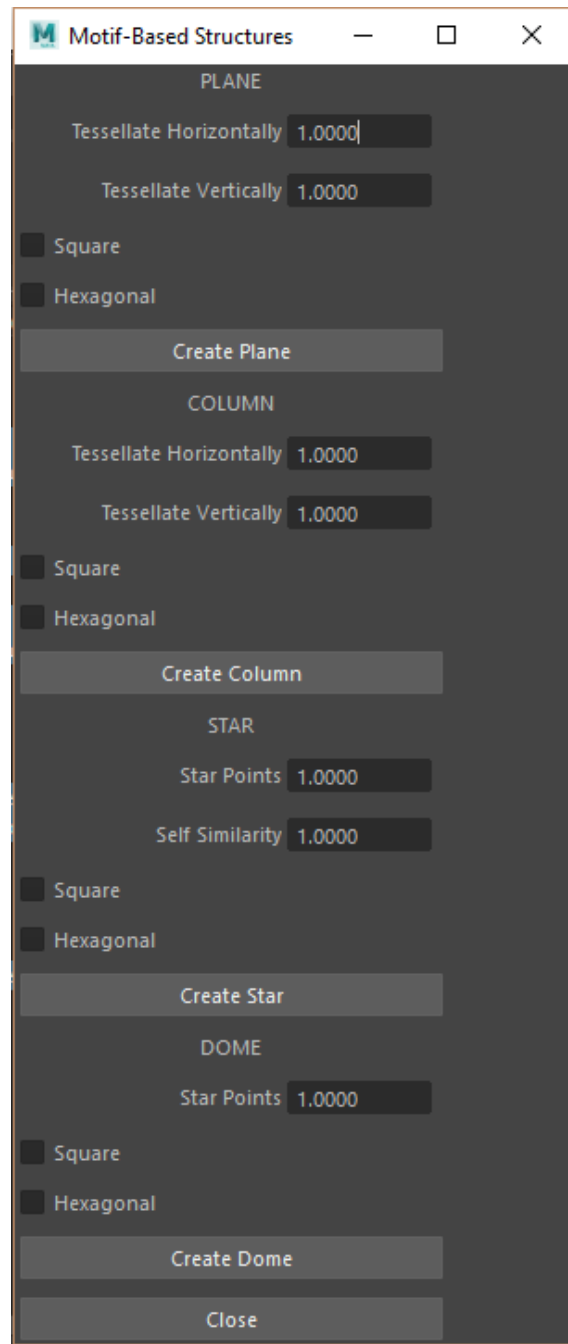 Motif-Based Structures
PLANE
Tessellate Horizontally 1.0000
Tessellate Vertically 1.0000
Square
Hexagonal
Create Plane
COLUMN
Tessellate Horizontally 1.0000
Tessellate Vertically 1.0000
Square
Hexagonal
Create Column
STAR
Star Points 1.0000
Self Similarity 1.0000
Square
Hexagonal
Create Star
DOME
Star Points 1.0000
Square
Hexagonal
Create Dome
Close